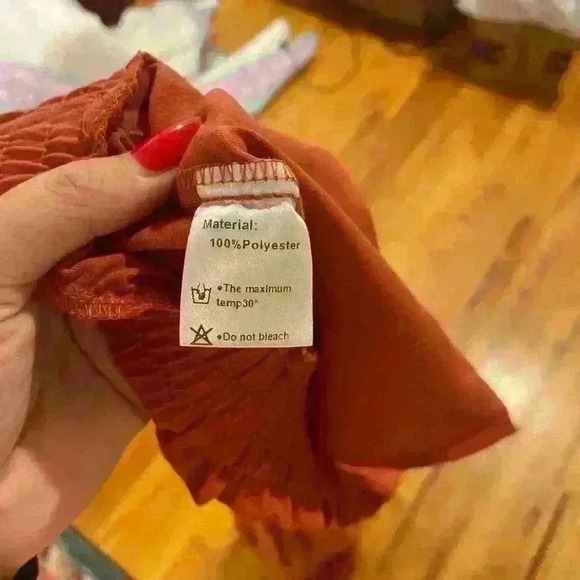 Material:
100%Polyester
•The maximum
temp30°
•Do not bleach